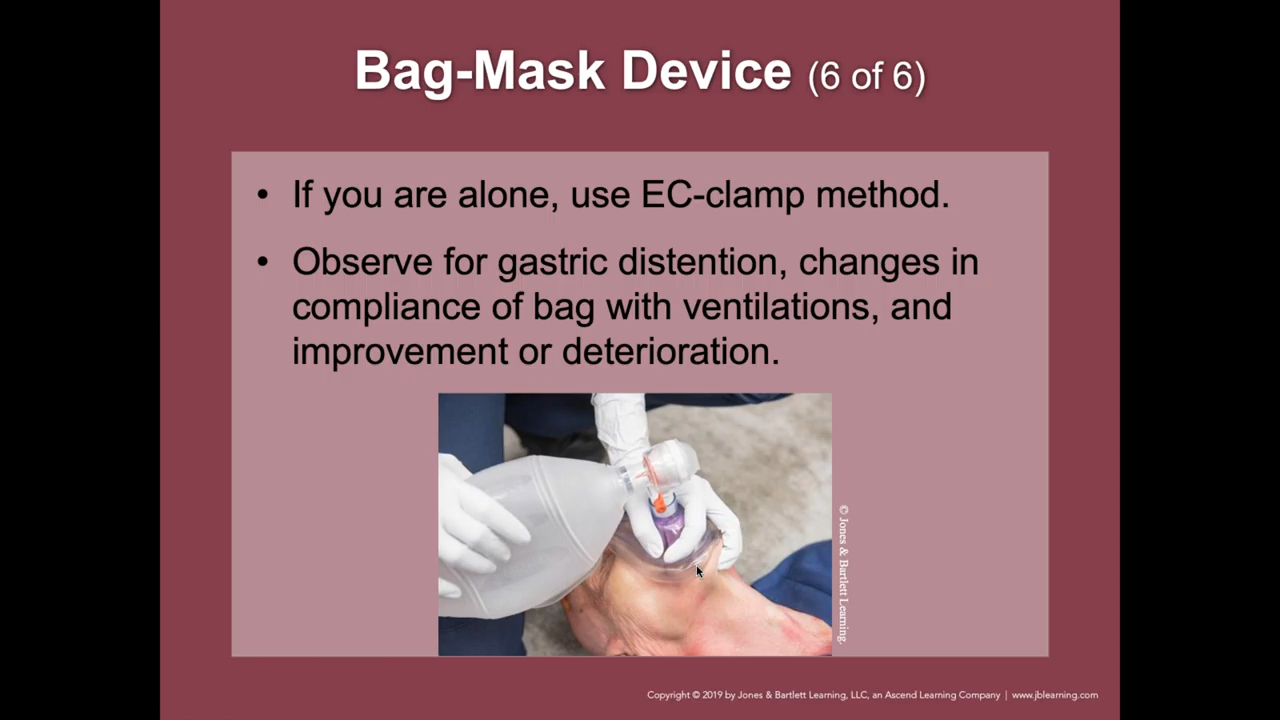 Bag-Mask Device (6 of 6)
• If you are alone, use EC-clamp method.
• Observe for gastric distention, changes in
compliance of bag with ventilations, and
improvement or deterioration.
© Jones & Bartlett Learning.
Copyright © 2019 by Jones & Bartlett Learning, LLC, an Ascend Learning Company | www.jblearning.com